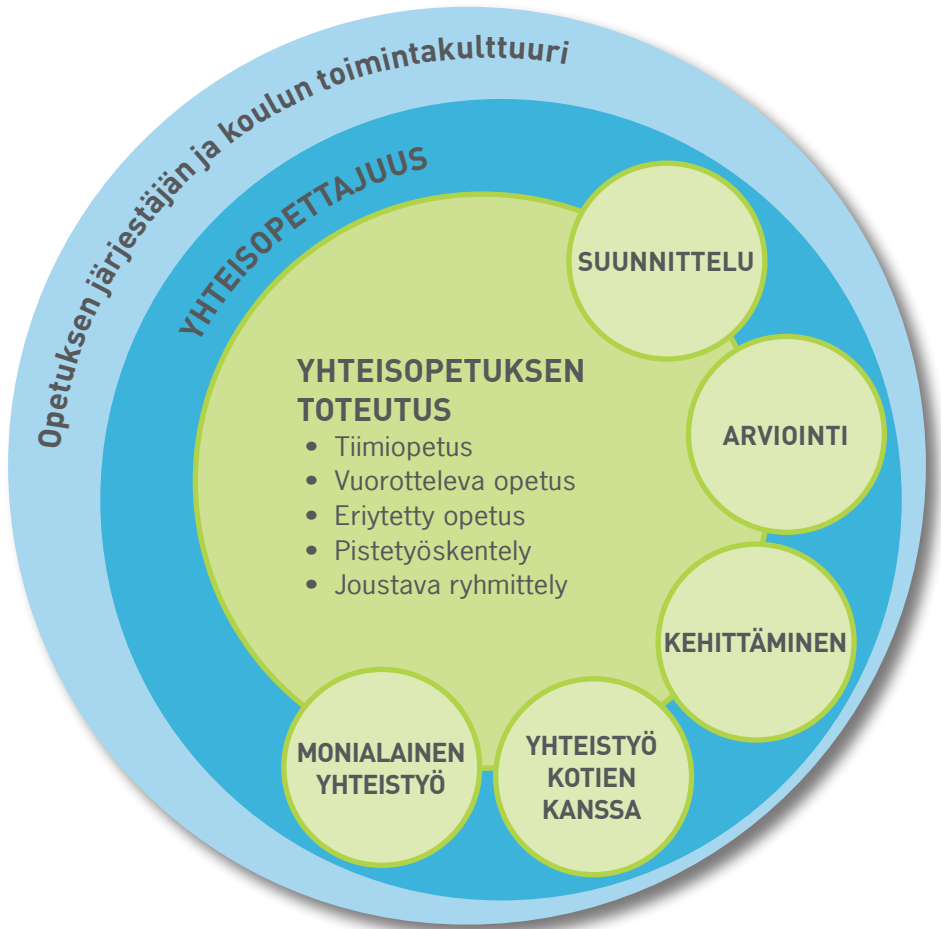 Opetuksen järjestäjän ja koulun toimintakulttuuri
YHTEISOPETTAJUUS
SUUNNITTELU
ARVIOINTI
YHTEISOPETUKSEN
TOTEUTUS
• Tiimiopetus
• Vuorotteleva opetus
• Eriytetty opetus
• Pistetyöskentely
• Joustava ryhmittely
KEHITTÄMINEN
MONIALAINEN
YHTEISTYÖ
YHTEISTYÖ
KOTIEN
KANSSA